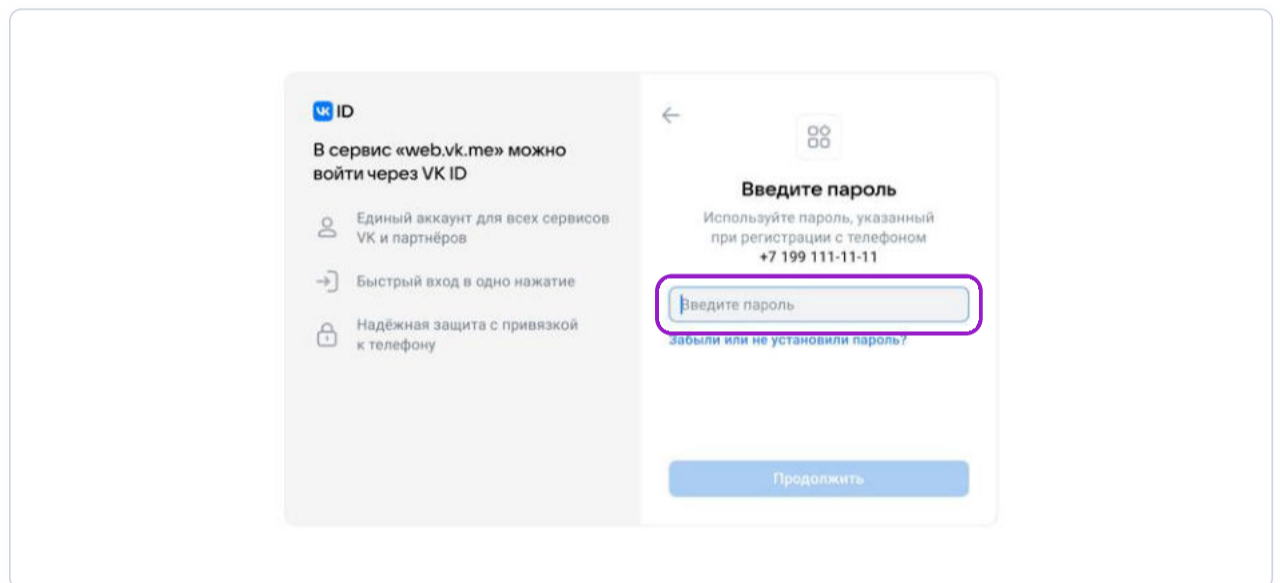 VK ID
В сервис «web.vk.me» можно
войти через VK ID
Единый аккаунт для всех сервисов
VK и партнёров
Быстрый вход в одно нажатие
Надёжная защита с привязкой
к телефону
Введите пароль
Используйте пароль, указанный
при регистрации с телефоном
+7 199 111-11-11
Введите пароль
Забыли или не установили пароль?
Продолжить